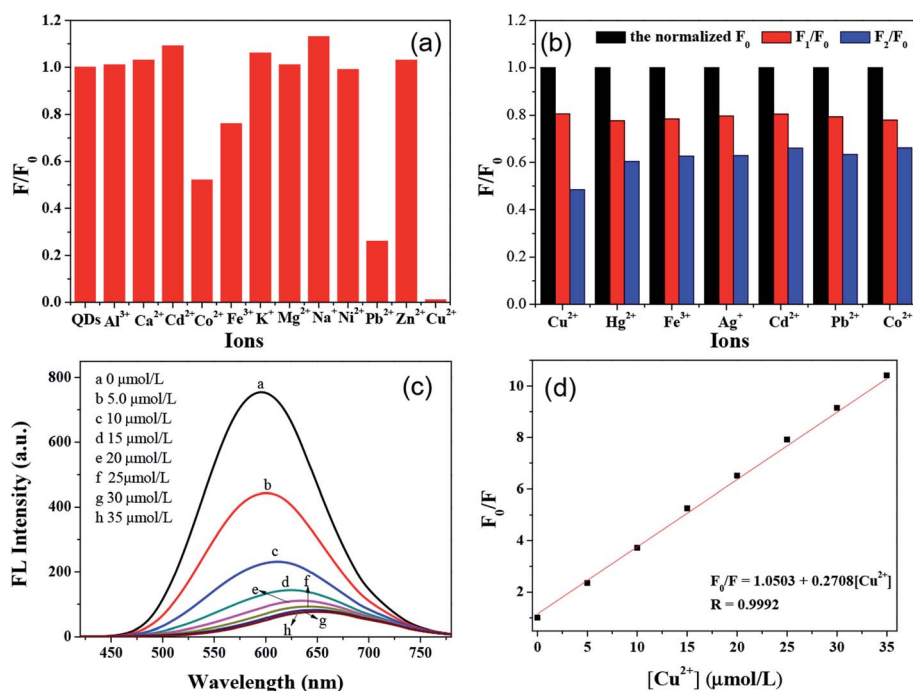 (a)
F/F0
1.2
1.0
0.8
0.6
0.4
0.2
0.0
QDs Al3+ Ca2+ Cd2+ Co2+ Fe3+ K+ Mg2+ Na+ Ni2+ Pb2+ Zn2+ Cu2+
Ions
(b)
the normalized F0 F1/F0 F2/F0
F/F0
1.2
1.0
0.8
0.6
0.4
0.2
0.0
Cu2+ Hg2+ Fe3+ Ag+ Cd2+ Pb2+ Co2+
Ions
(c)
a 0 μmol/L
b 5.0 μmol/L
c 10 μmol/L
d 15 μmol/L
e 20 μmol/L
f 25μmol/L
g 30 μmol/L
h 35 μmol/L
a
b
c
d
e
f
g
h
FL Intensity (a.u.)
800
600
400
200
0
450 500 550 600 650 700 750
Wavelength (nm)
(d)
F0/F
10
8
6
4
2
F0/F = 1.0503 + 0.2708[Cu2+]
R = 0.9992
0 5 10 15 20 25 30 35
[Cu2+] (μmol/L)